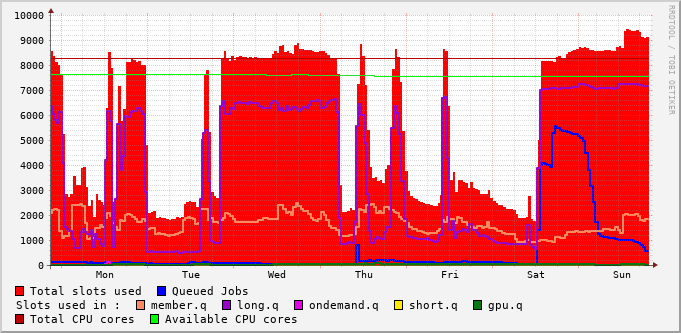 10000
9000
8000
7000
6000
5000
4000
3000
2000
1000
0
Mon Tue Wed Thu Fri Sat Sun
RRDTOOL / TOBI OETIKER
Total slots used Queued Jobs
Slots used in : member.q long.q ondemand.q short.q gpu.q
Total CPU cores Available CPU cores